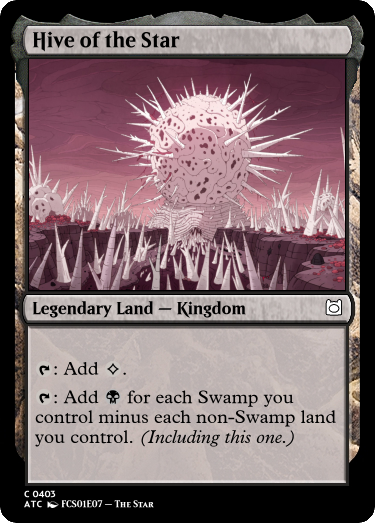 Hive of the Star
Legendary Land — Kingdom
: Add .
: Add for each Swamp you
control minus each non-Swamp land
you control. (Including this one.)
C 0403
ATC FCS01E07 — The Star